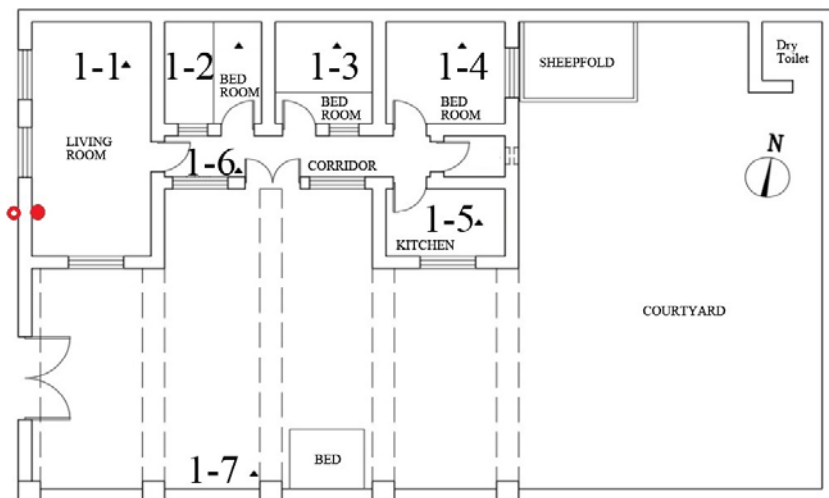 1-1
LIVING
ROOM
1-2
BED
ROOM
1-3
BED
ROOM
1-4
BED
ROOM
SHEEPFOLD
Dry
Toilet
N
1-6
CORRIDOR
1-5
KITCHEN
COURTYARD
1-7
BED